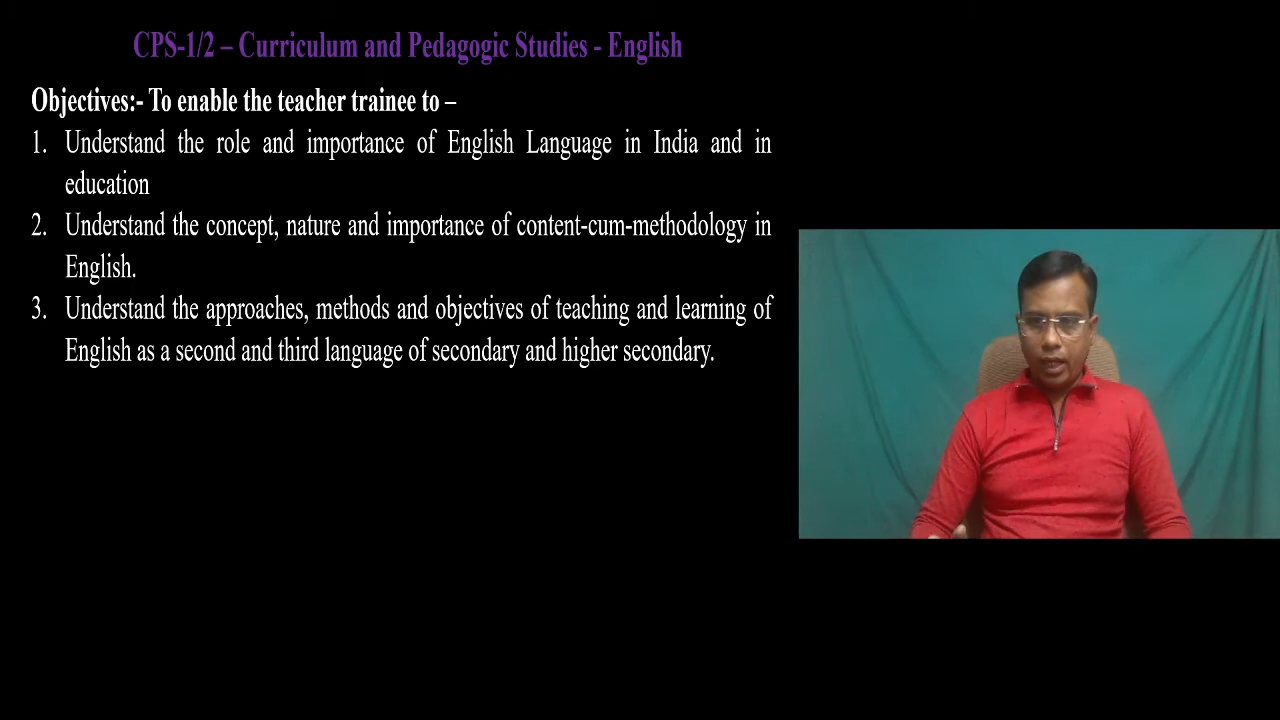 CPS-1/2 – Curriculum and Pedagogic Studies - English
Objectives:- To enable the teacher trainee to –
1. Understand the role and importance of English Language in India and in
education
2. Understand the concept, nature and importance of content-cum-methodology in
English.
3. Understand the approaches, methods and objectives of teaching and learning of
English as a second and third language of secondary and higher secondary.